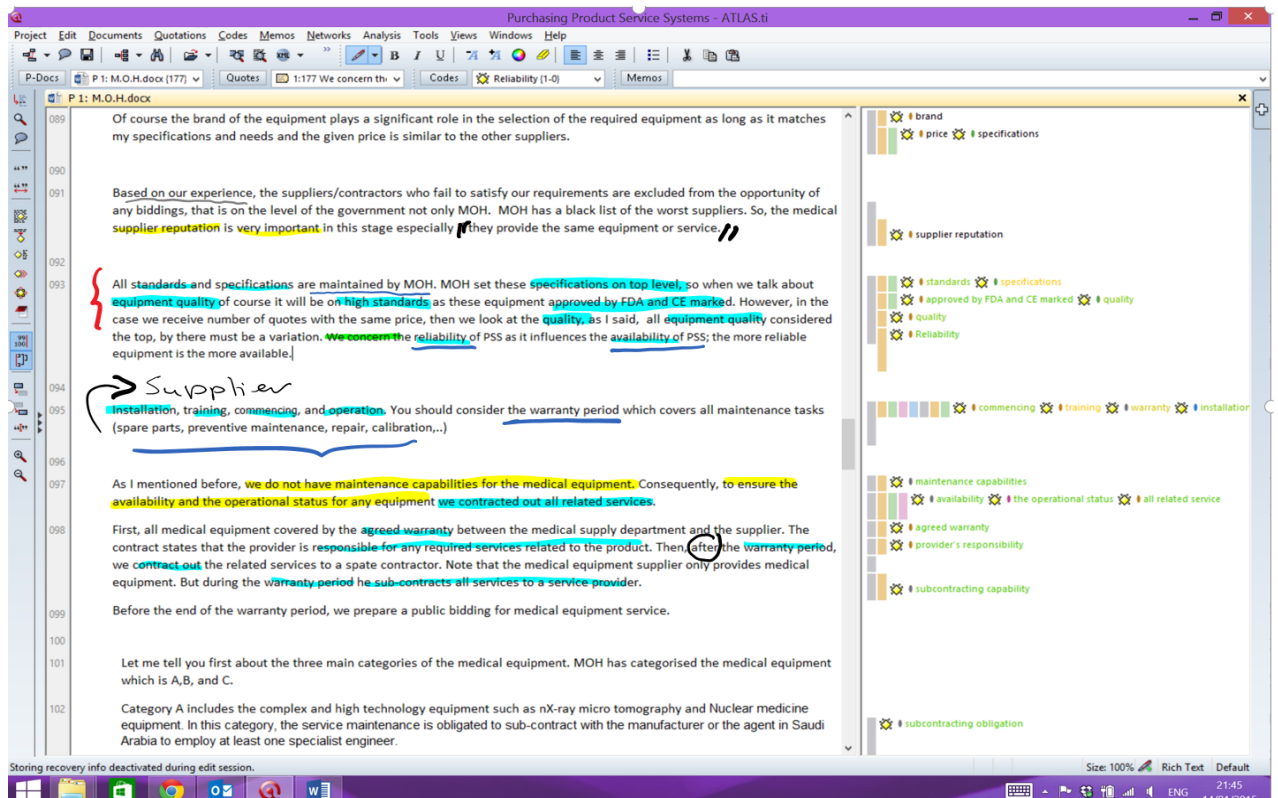 Purchasing Product Service Systems - ATLAS.ti
Project Edit Documents Quotations Codes Memos Networks Analysis Tools Views Windows Help
P-Docs P 1: M.O.H.docx {177} Quotes 1:177 We concern the Codes Reliability {1-0} Memos
P 1: M.O.H.docx
089 Of course the brand of the equipment plays a significant role in the selection of the required equipment as long as it matches
my specifications and needs and the given price is similar to the other suppliers.
brand
price specifications
090
091 Based on our experience, the suppliers/contractors who fail to satisfy our requirements are excluded from the opportunity of
any biddings, that is on the level of the government not only MOH. MOH has a black list of the worst suppliers. So, the medical
supplier reputation is very important in this stage especially they provide the same equipment or service.
supplier reputation
092
093 All standards and specifications are maintained by MOH. MOH set these specifications on top level, so when we talk about
equipment quality of course it will be on high standards as these equipment approved by FDA and CE marked. However, in the
case we receive number of quotes with the same price, then we look at the quality, as I said, all equipment quality considered
the top, by there must be a variation. We concern the reliability of PSS as it influences the availability of PSS; the more reliable
equipment is the more available.
standards specifications
approved by FDA and CE marked quality
quality
Reliability
094 Supplier
095 Installation, training, commencing, and operation. You should consider the warranty period which covers all maintenance tasks
(spare parts, preventive maintenance, repair, calibration,..)
commencing training warranty installation
096
097 As I mentioned before, we do not have maintenance capabilities for the medical equipment. Consequently, to ensure the
availability and the operational status for any equipment we contracted out all related services.
maintenance capabilities
availability the operational status all related service
098 First, all medical equipment covered by the agreed warranty between the medical supply department and the supplier. The
contract states that the provider is responsible for any required services related to the product. Then, after the warranty period,
we contract out the related services to a spate contractor. Note that the medical equipment supplier only provides medical
equipment. But during the warranty period he sub-contracts all services to a service provider.
agreed warranty
provider's responsibility
subcontracting capability
099 Before the end of the warranty period, we prepare a public bidding for medical equipment service.
100
101 Let me tell you first about the three main categories of the medical equipment. MOH has categorised the medical equipment
which is A,B, and C.
102 Category A includes the complex and high technology equipment such as nX-ray micro tomography and Nuclear medicine
equipment. In this category, the service maintenance is obligated to sub-contract with the manufacturer or the agent in Saudi
Arabia to employ at least one specialist engineer.
subcontracting obligation
Storing recovery info deactivated during edit session.
Size: 100% Rich Text Default
ENG 21:45